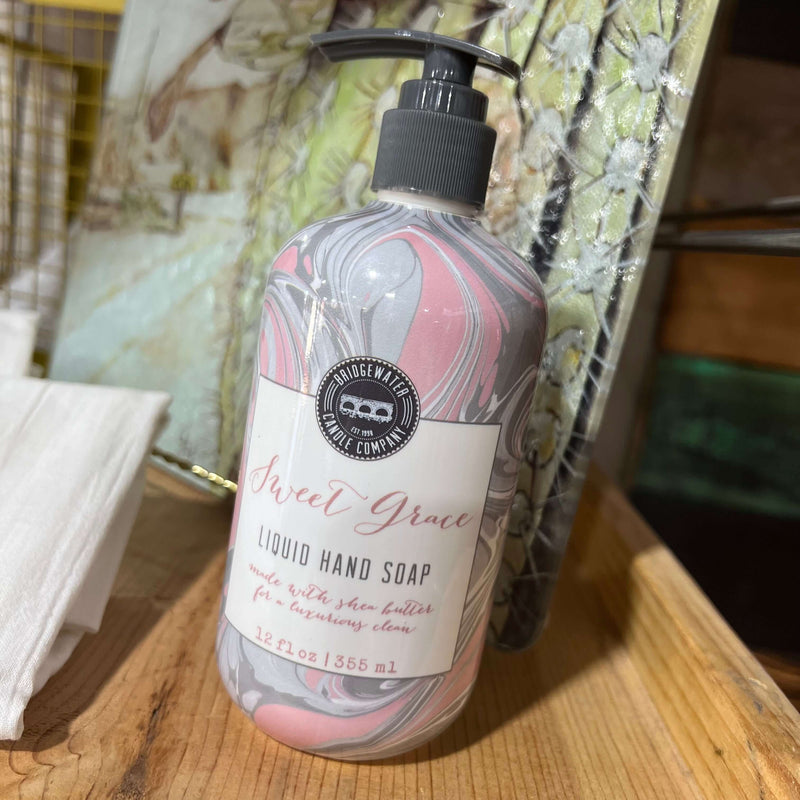 BRIDGEWATER
EST. 1998
CANDLE COMPANY
Sweet Grace
LIQUID HAND SOAP
made with shea butter
for a luxurious clean
12 fl oz | 355 ml